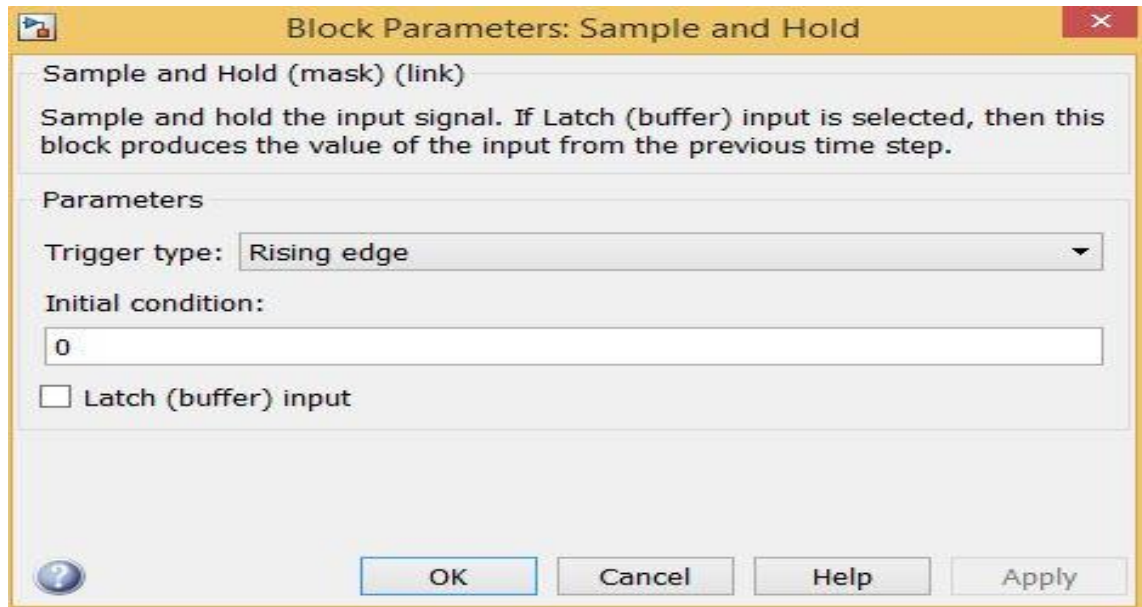 Block Parameters: Sample and Hold
Sample and Hold (mask) (link)
Sample and hold the input signal. If Latch (buffer) input is selected, then this
block produces the value of the input from the previous time step.
Parameters
Trigger type: Rising edge
Initial condition:
0
Latch (buffer) input
? OK Cancel Help Apply